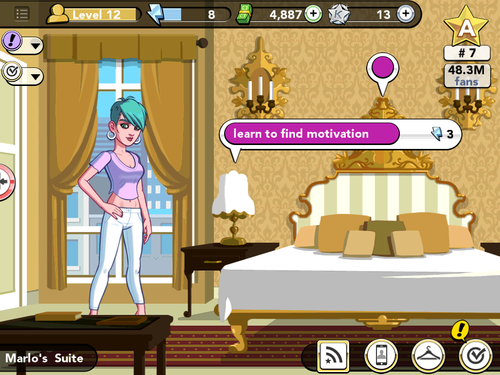 Level 12
8
4,887
K
13
A
# 7
48.3M
fans
learn to find motivation
3
Marlo's Suite